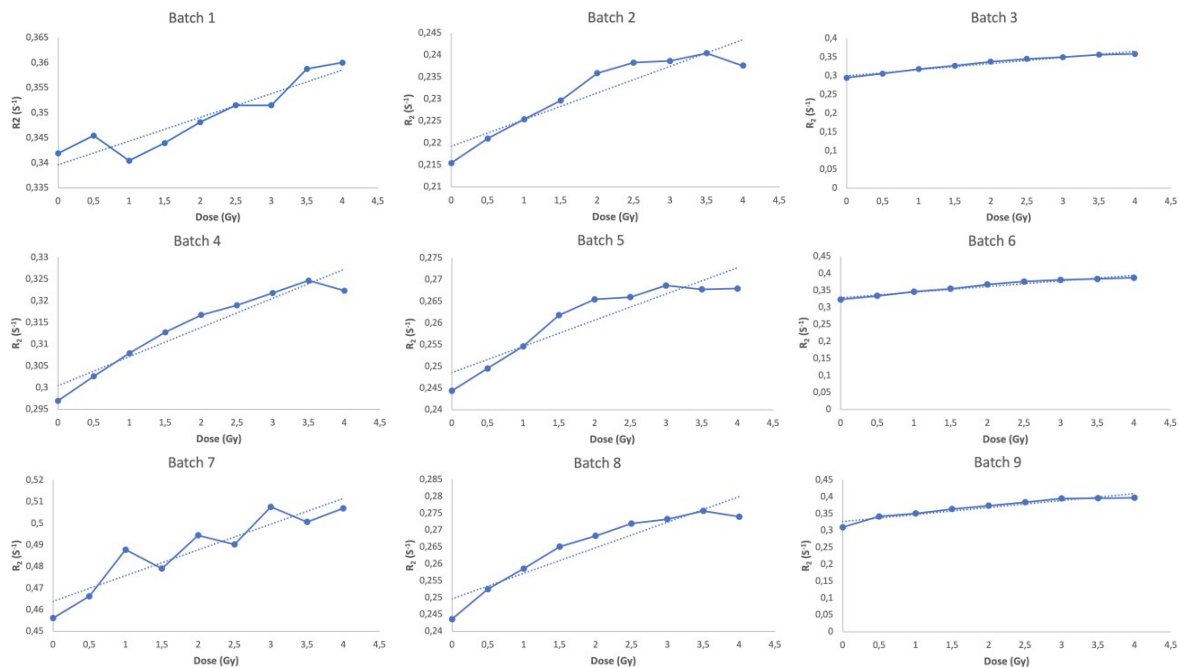 Batch 1
0,365
0,36
0,355
0,35
0,345
0,34
0,335
R2 (S⁻¹)
0 0,5 1 1,5 2 2,5 3 3,5 4 4,5
Dose (Gy)
Batch 2
0,245
0,24
0,235
0,23
0,225
0,22
0,215
0,21
R₂ (S⁻¹)
0 0,5 1 1,5 2 2,5 3 3,5 4 4,5
Dose (Gy)
Batch 3
0,4
0,35
0,3
0,25
0,2
0,15
0,1
0,05
0
R₂ (S⁻¹)
0 0,5 1 1,5 2 2,5 3 3,5 4 4,5
Dose (Gy)
Batch 4
0,33
0,325
0,32
0,315
0,31
0,305
0,3
0,295
R₂ (S⁻¹)
0 0,5 1 1,5 2 2,5 3 3,5 4 4,5
Dose (Gy)
Batch 5
0,275
0,27
0,265
0,26
0,255
0,25
0,245
0,24
R₂ (S⁻¹)
0 0,5 1 1,5 2 2,5 3 3,5 4 4,5
Dose (Gy)
Batch 6
0,45
0,4
0,35
0,3
0,25
0,2
0,15
0,1
0,05
0
R₂ (S⁻¹)
0 0,5 1 1,5 2 2,5 3 3,5 4 4,5
Dose (Gy)
Batch 7
0,52
0,51
0,5
0,49
0,48
0,47
0,46
0,45
R₂ (S⁻¹)
0 0,5 1 1,5 2 2,5 3 3,5 4 4,5
Dose (Gy)
Batch 8
0,285
0,28
0,275
0,27
0,265
0,26
0,255
0,25
0,245
0,24
R₂ (S⁻¹)
0 0,5 1 1,5 2 2,5 3 3,5 4 4,5
Dose (Gy)
Batch 9
0,45
0,4
0,35
0,3
0,25
0,2
0,15
0,1
0,05
0
R₂ (S⁻¹)
0 0,5 1 1,5 2 2,5 3 3,5 4 4,5
Dose (Gy)